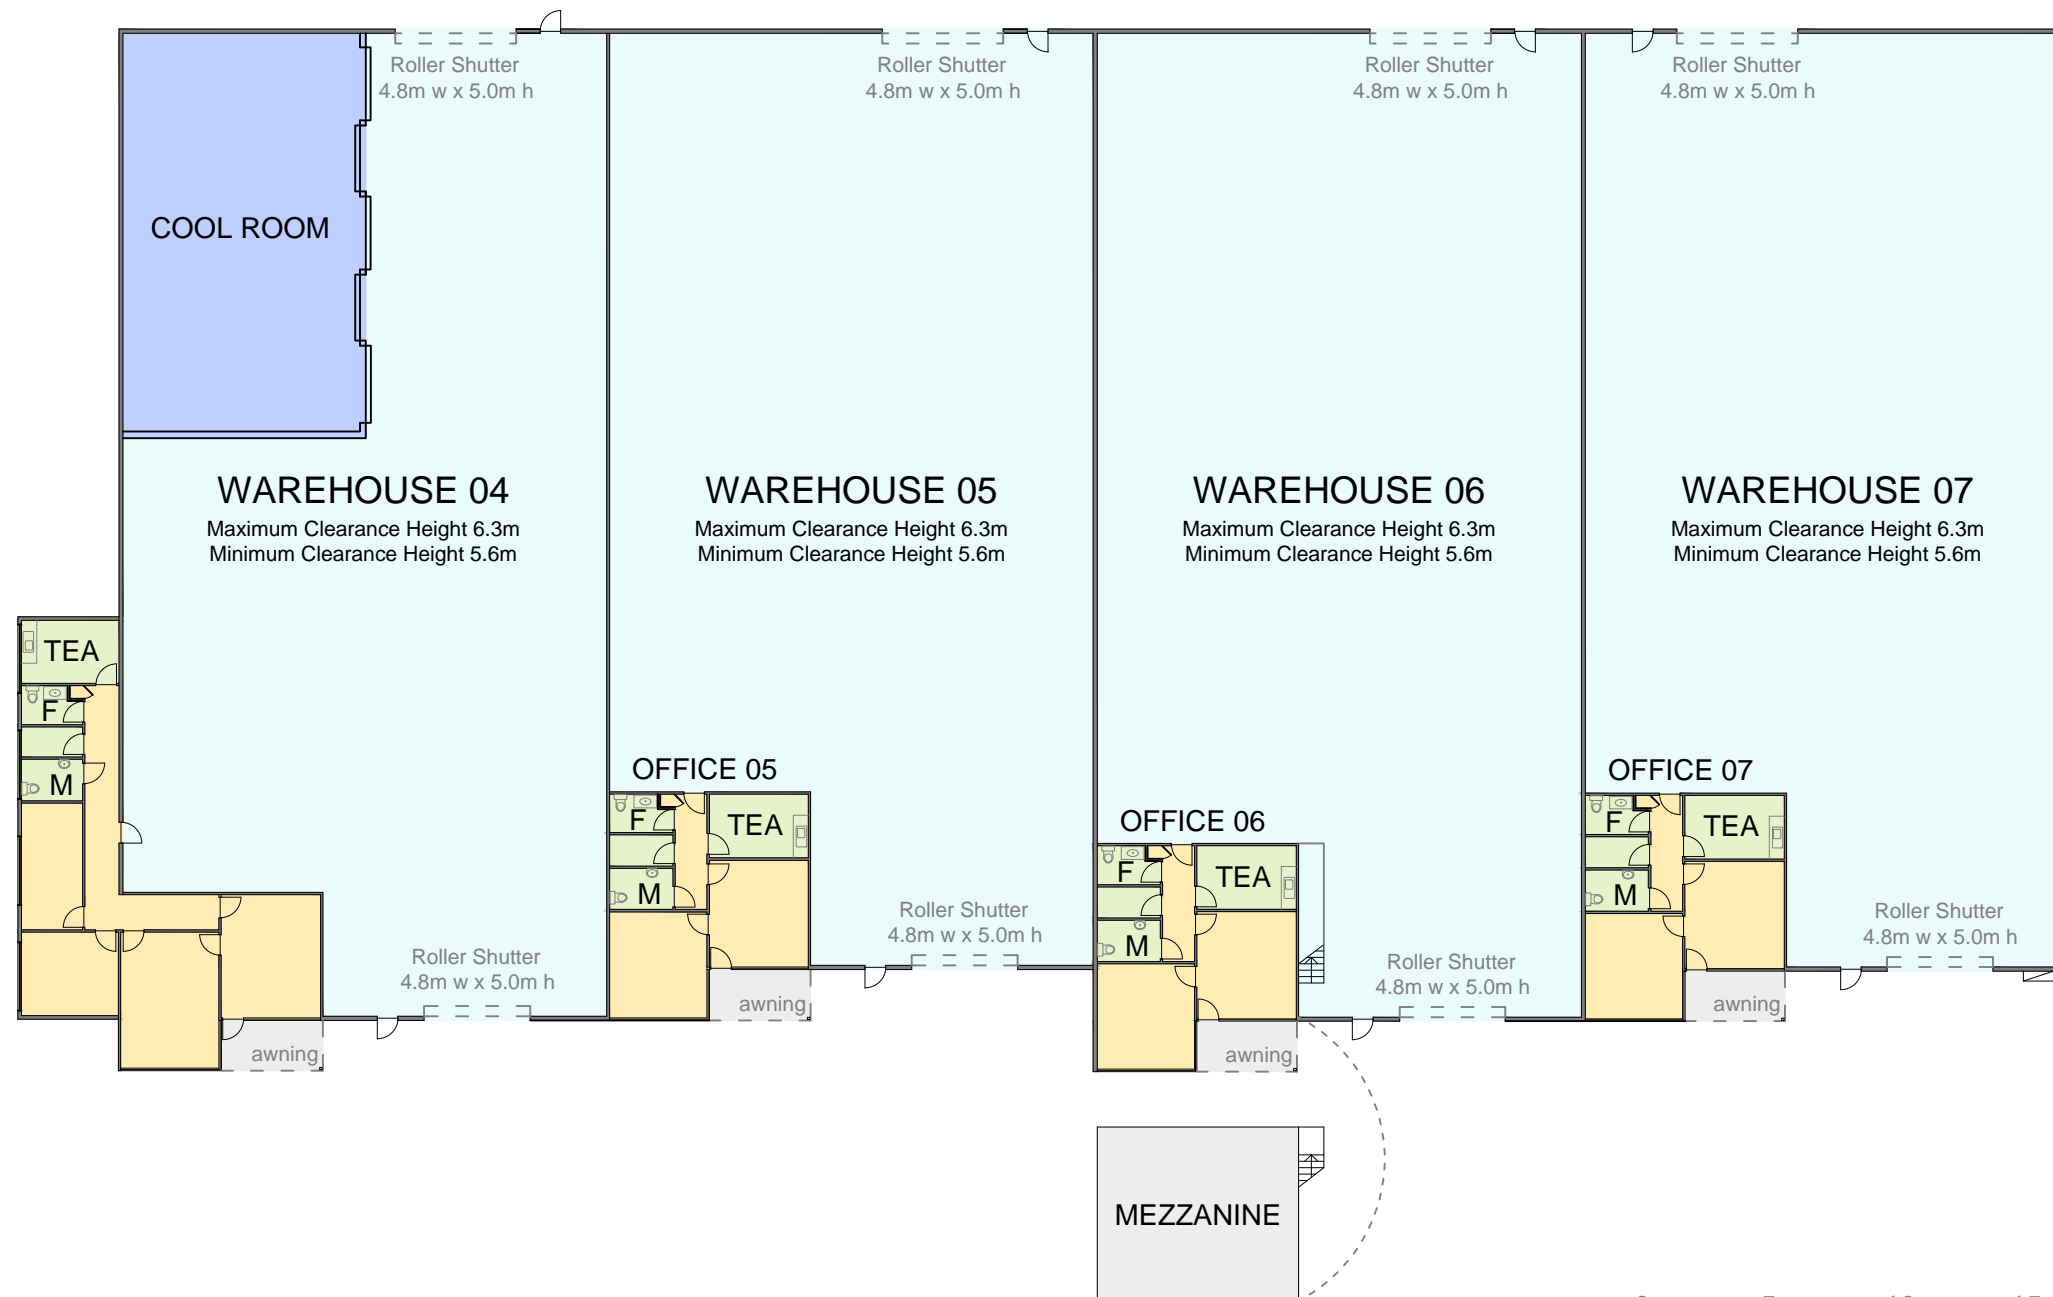 Roller Shutter
4.8m w x 5.0m h
Roller Shutter
4.8m w x 5.0m h
Roller Shutter
4.8m w x 5.0m h
Roller Shutter
4.8m w x 5.0m h
COOL ROOM
WAREHOUSE 04
Maximum Clearance Height 6.3m
Minimum Clearance Height 5.6m
WAREHOUSE 05
Maximum Clearance Height 6.3m
Minimum Clearance Height 5.6m
WAREHOUSE 06
Maximum Clearance Height 6.3m
Minimum Clearance Height 5.6m
WAREHOUSE 07
Maximum Clearance Height 6.3m
Minimum Clearance Height 5.6m
TEA
F
M
OFFICE 05
F
TEA
M
OFFICE 06
F
TEA
M
OFFICE 07
F
TEA
M
Roller Shutter
4.8m w x 5.0m h
Roller Shutter
4.8m w x 5.0m h
Roller Shutter
4.8m w x 5.0m h
Roller Shutter
4.8m w x 5.0m h
awning
awning
awning
awning
MEZZANINE